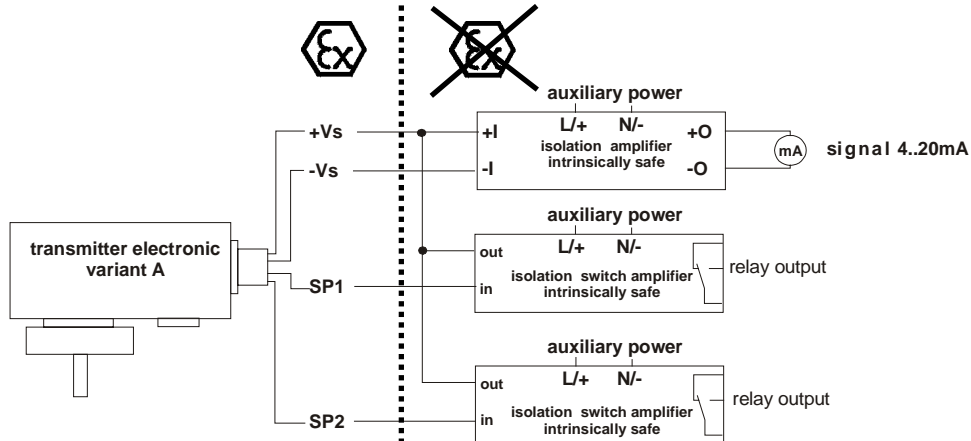 Ex
Ex
auxiliary power
+Vs
+I
L/+ N/-
+O
isolation amplifier
intrinsically safe
mA
signal 4..20mA
-Vs
-I
-O
transmitter electronic
variant A
auxiliary power
out
L/+ N/-
relay output
SP1
in
isolation switch amplifier
intrinsically safe
auxiliary power
out
L/+ N/-
relay output
SP2
in
isolation switch amplifier
intrinsically safe